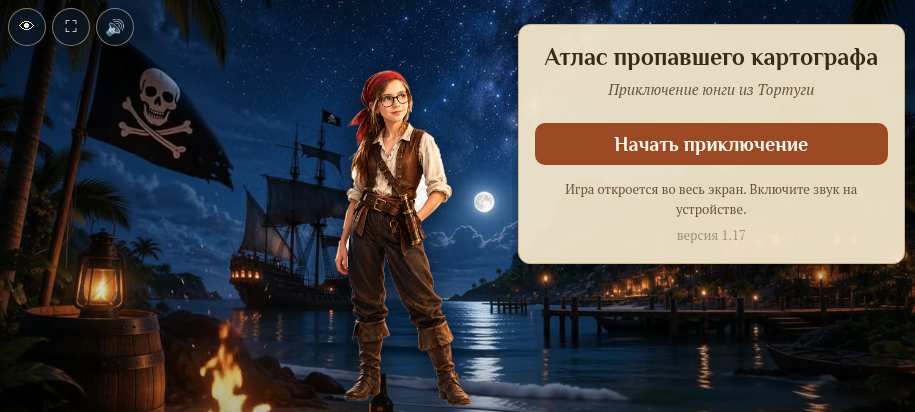 Атлас пропавшего картографа
Приключение юнги из Тортуги
Начать приключение
Игра откроется во весь экран. Включите звук на
устройстве.
версия 1.17